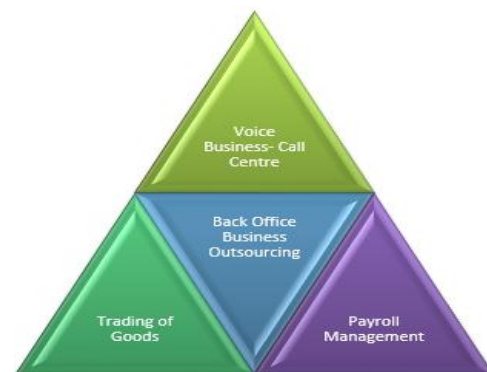 Voice
Business- Call
Centre
Back Office
Business
Outsourcing
Trading of
Goods
Payroll
Management